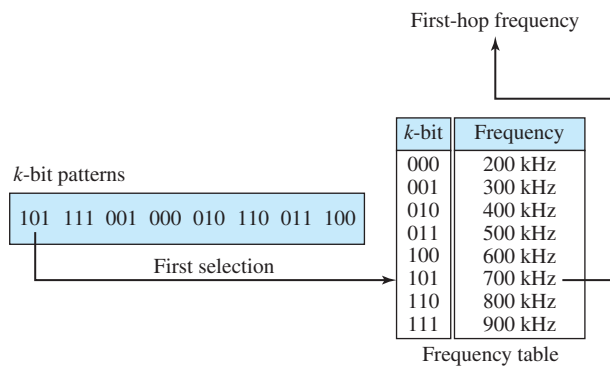 First-hop frequency
k-bit Frequency
000 200 kHz
001 300 kHz
010 400 kHz
011 500 kHz
100 600 kHz
101 700 kHz
110 800 kHz
111 900 kHz
Frequency table
k-bit patterns
101 111 001 000 010 110 011 100
First selection